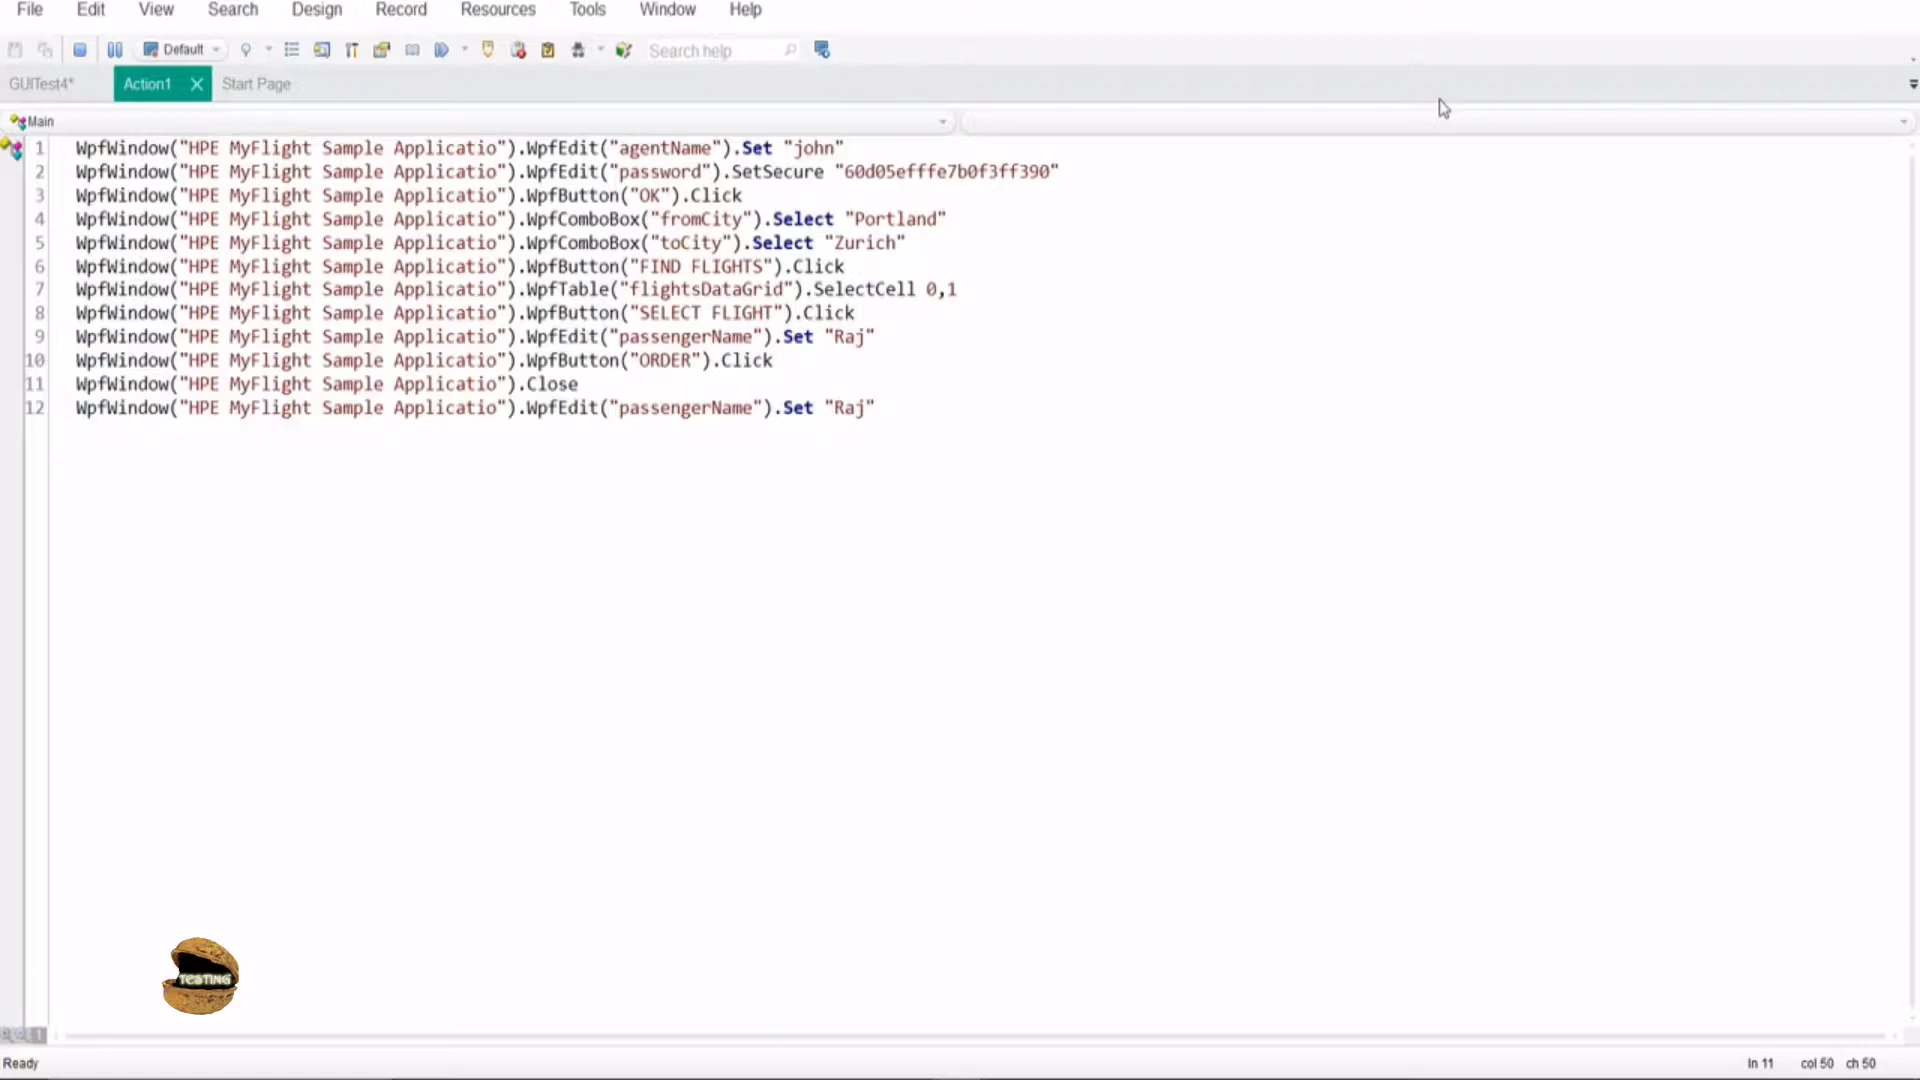 File Edit View Search Design Record Resources Tools Window Help
Default Search help
GUITest4* Action1 Start Page
Main
1 WpfWindow("HPE MyFlight Sample Applicatio").WpfEdit("agentName").Set "john"
2 WpfWindow("HPE MyFlight Sample Applicatio").WpfEdit("password").SetSecure "60d05efffe7b0f3ff390"
3 WpfWindow("HPE MyFlight Sample Applicatio").WpfButton("OK").Click
4 WpfWindow("HPE MyFlight Sample Applicatio").WpfComboBox("fromCity").Select "Portland"
5 WpfWindow("HPE MyFlight Sample Applicatio").WpfComboBox("toCity").Select "Zurich"
6 WpfWindow("HPE MyFlight Sample Applicatio").WpfButton("FIND FLIGHTS").Click
7 WpfWindow("HPE MyFlight Sample Applicatio").WpfTable("flightsDataGrid").SelectCell 0,1
8 WpfWindow("HPE MyFlight Sample Applicatio").WpfButton("SELECT FLIGHT").Click
9 WpfWindow("HPE MyFlight Sample Applicatio").WpfEdit("passengerName").Set "Raj"
10 WpfWindow("HPE MyFlight Sample Applicatio").WpfButton("ORDER").Click
11 WpfWindow("HPE MyFlight Sample Applicatio").Close
12 WpfWindow("HPE MyFlight Sample Applicatio").WpfEdit("passengerName").Set "Raj"
TESTING
Ready ln 11 col 50 ch 50